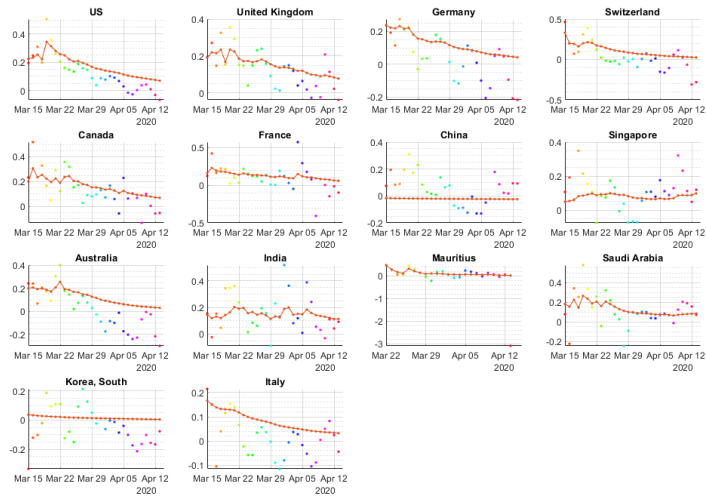 US
United Kingdom
Germany
Switzerland
0.4
0.2
0
Mar 15 Mar 22 Mar 29 Apr 05 Apr 12
2020
0.4
0.2
0
Mar 15 Mar 22 Mar 29 Apr 05 Apr 12
2020
0.2
0
-0.2
Mar 15 Mar 22 Mar 29 Apr 05 Apr 12
2020
0.5
0
-0.5
Mar 15 Mar 22 Mar 29 Apr 05 Apr 12
2020
Canada
France
China
Singapore
0.4
0.2
0
Mar 15 Mar 22 Mar 29 Apr 05 Apr 12
2020
0.5
0
-0.5
Mar 15 Mar 22 Mar 29 Apr 05 Apr 12
2020
0.4
0.2
0
-0.2
Mar 15 Mar 22 Mar 29 Apr 05 Apr 12
2020
0.4
0.2
0
Mar 15 Mar 22 Mar 29 Apr 05 Apr 12
2020
Australia
India
Mauritius
Saudi Arabia
0.4
0.2
0
-0.2
Mar 15 Mar 22 Mar 29 Apr 05 Apr 12
2020
0.4
0.2
0
Mar 15 Mar 22 Mar 29 Apr 05 Apr 12
2020
0
-1
-2
-3
Mar 22 Mar 29 Apr 05 Apr 12
2020
0.4
0.2
0
-0.2
Mar 15 Mar 22 Mar 29 Apr 05 Apr 12
2020
Korea, South
Italy
0.2
0
-0.2
Mar 15 Mar 22 Mar 29 Apr 05 Apr 12
2020
0.2
0.1
0
-0.1
Mar 15 Mar 22 Mar 29 Apr 05 Apr 12
2020